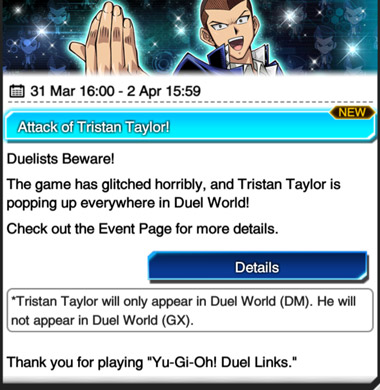 31 Mar 16:00 - 2 Apr 15:59
NEW
Attack of Tristan Taylor!
Duelists Beware!
The game has glitched horribly, and Tristan Taylor is
popping up everywhere in Duel World!
Check out the Event Page for more details.
Details
*Tristan Taylor will only appear in Duel World (DM). He will
not appear in Duel World (GX).
Thank you for playing "Yu-Gi-Oh! Duel Links."